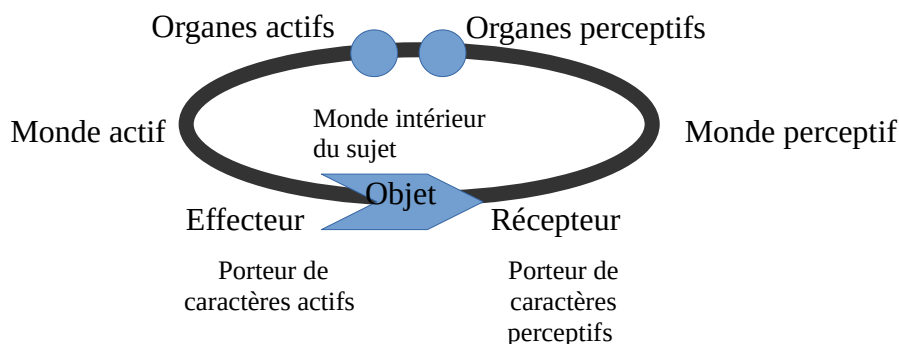 Organes actifs
Organes perceptifs
Monde actif
Monde intérieur
du sujet
Monde perceptif
Objet
Effecteur
Récepteur
Porteur de
caractères actifs
Porteur de
caractères
perceptifs